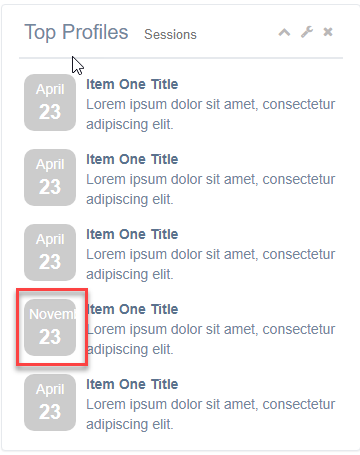 Top Profiles Sessions
April
23
Item One Title
Lorem ipsum dolor sit amet, consectetur
adipiscing elit.
April
23
Item One Title
Lorem ipsum dolor sit amet, consectetur
adipiscing elit.
April
23
Item One Title
Lorem ipsum dolor sit amet, consectetur
adipiscing elit.
Novem
23
Item One Title
Lorem ipsum dolor sit amet, consectetur
adipiscing elit.
April
23
Item One Title
Lorem ipsum dolor sit amet, consectetur
adipiscing elit.